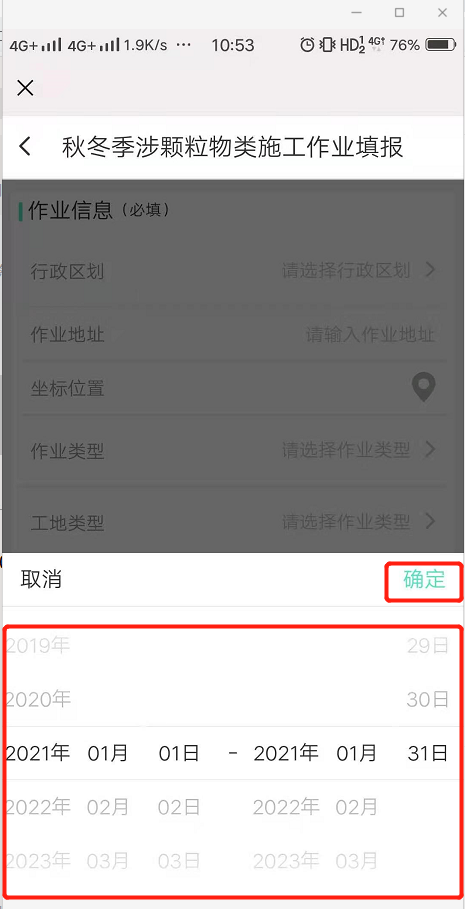 4G+ 4G+ 1.9K/s ··· 10:53 HD1 2 4G↑ 76%
秋冬季涉颗粒物类施工作业填报
作业信息（必填）
行政区划 请选择行政区划
作业地址 请输入作业地址
坐标位置
作业类型 请选择作业类型
工地类型 请选择作业类型
取消 确定
2019年 29日
2020年 30日
2021年 01月 01日 - 2021年 01月 31日
2022年 02月 02日 2022年 02月
2023年 03月 03日 2023年 03月